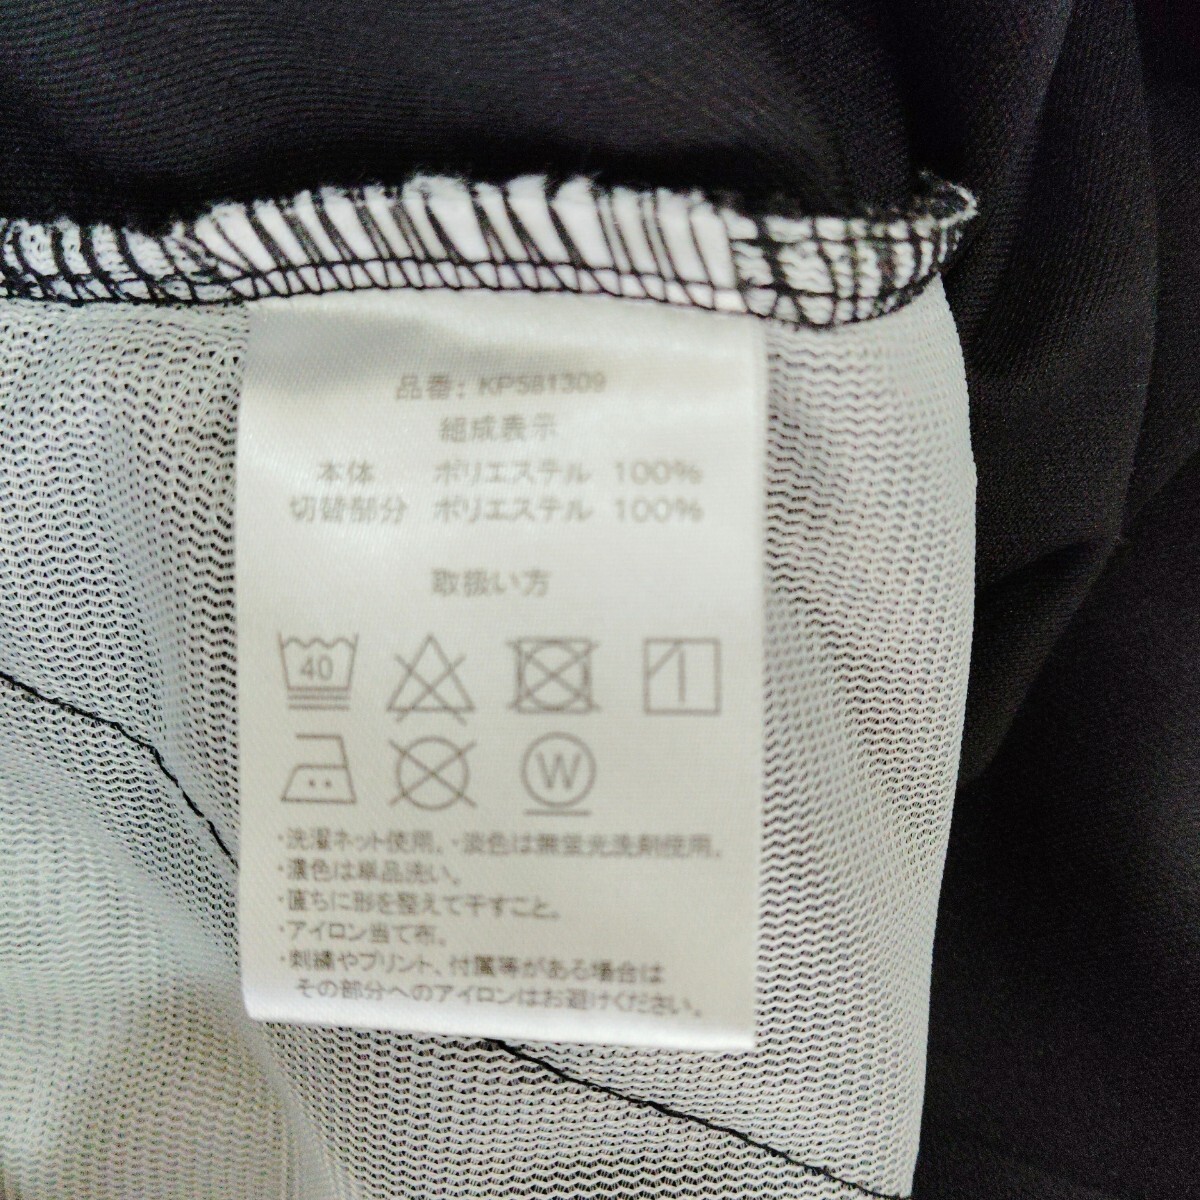 品番: KP581309
組成表示
本体 ポリエステル 100%
切替部分 ポリエステル 100%
取扱い方
40
W
・洗濯ネット使用。・淡色は無蛍光洗剤使用。
・濃色は単品洗い。
・直ちに形を整えて干すこと。
・アイロン当て布。
・刺繍やプリント、付属等がある場合は
その部分へのアイロンはお避けください。